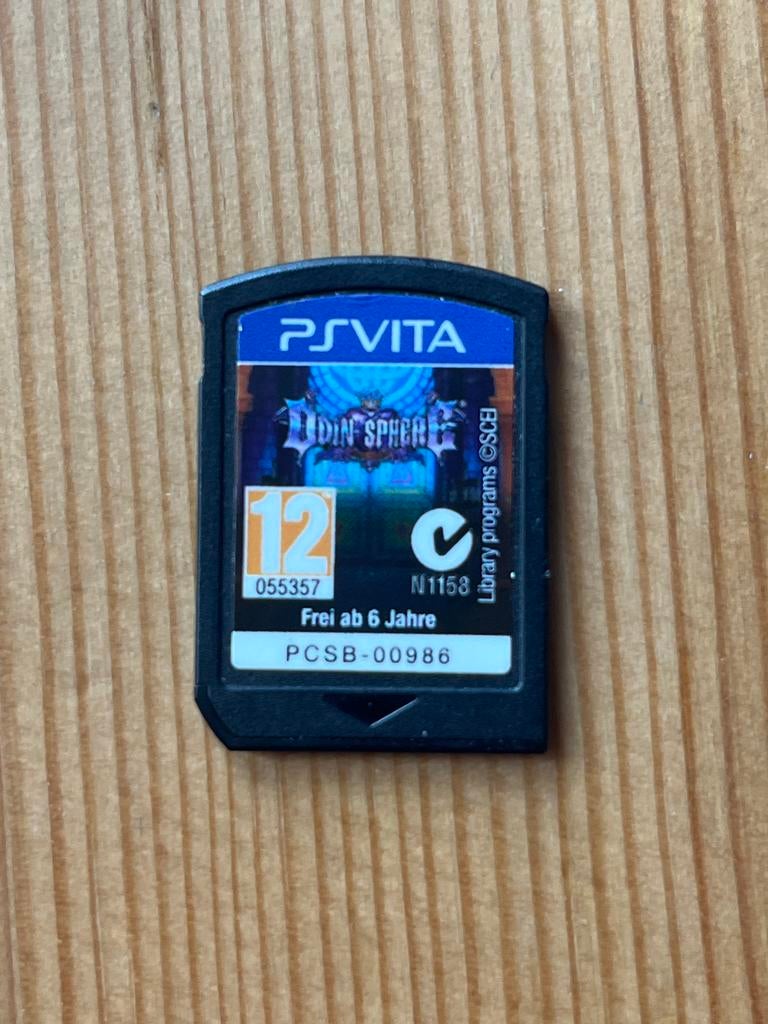 PSVITA
ODIN SPHERE
Library programs ©SCEI
12
055357
N1158
Frei ab 6 Jahre
PCSB-00986